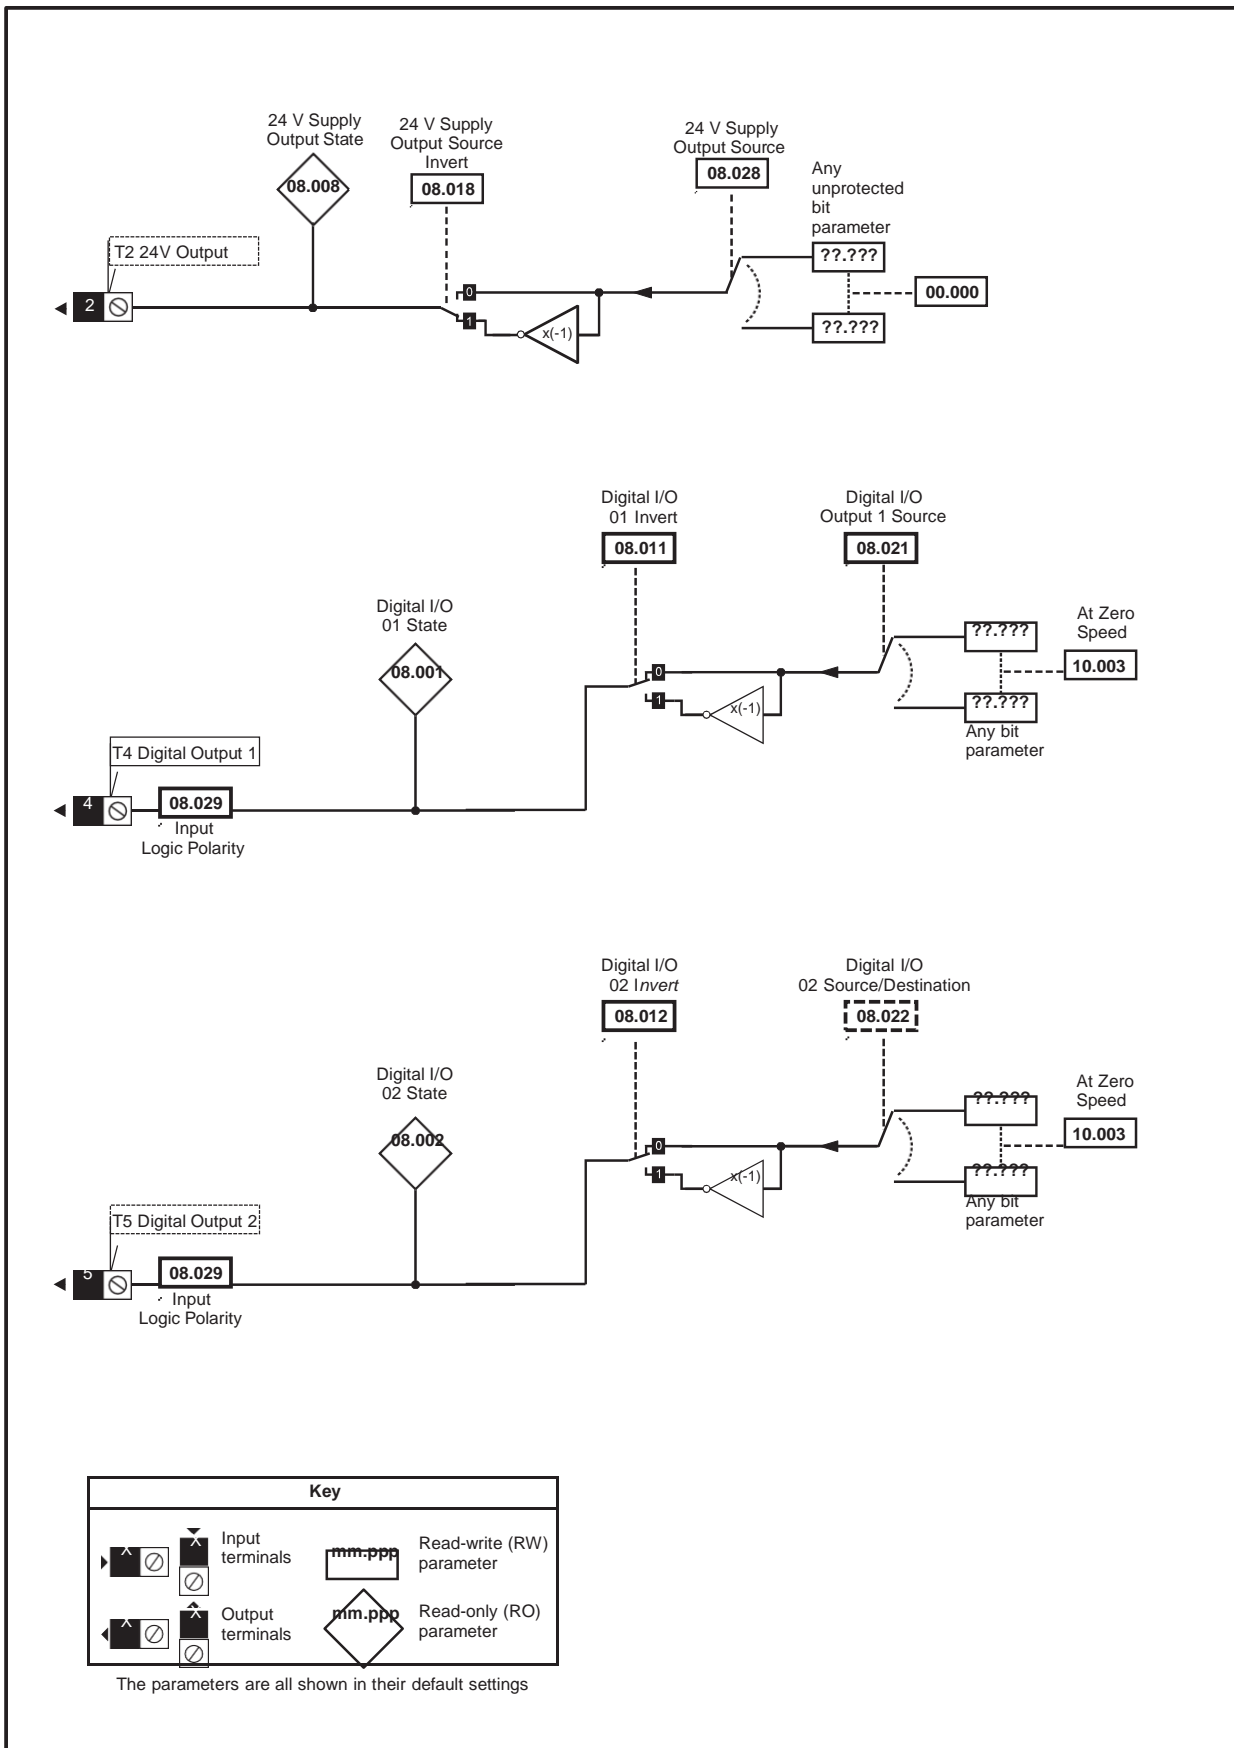 24 V Supply
Output State
24 V Supply
Output Source
Invert
24 V Supply
Output Source
08.008
08.018
08.028
Any
unprotected
bit
parameter
T2 24V Output
??.???
2
0
00.000
1
x(-1)
??.???
Digital I/O
01 Invert
Digital I/O
Output 1 Source
08.011
08.021
Digital I/O
01 State
08.001
??.???
At Zero
Speed
0
10.003
1
x(-1)
??.???
Any bit
parameter
T4 Digital Output 1
4
08.029
Input
Logic Polarity
Digital I/O
02 Invert
Digital I/O
02 Source/Destination
08.012
08.022
Digital I/O
02 State
08.002
??.???
At Zero
Speed
0
10.003
1
x(-1)
??.???
Any bit
parameter
T5 Digital Output 2
5
08.029
Input
Logic Polarity
Key
X
X
Input
terminals
mm.ppp
Read-write (RW)
parameter
X
X
Output
terminals
mm.ppp
Read-only (RO)
parameter
The parameters are all shown in their default settings